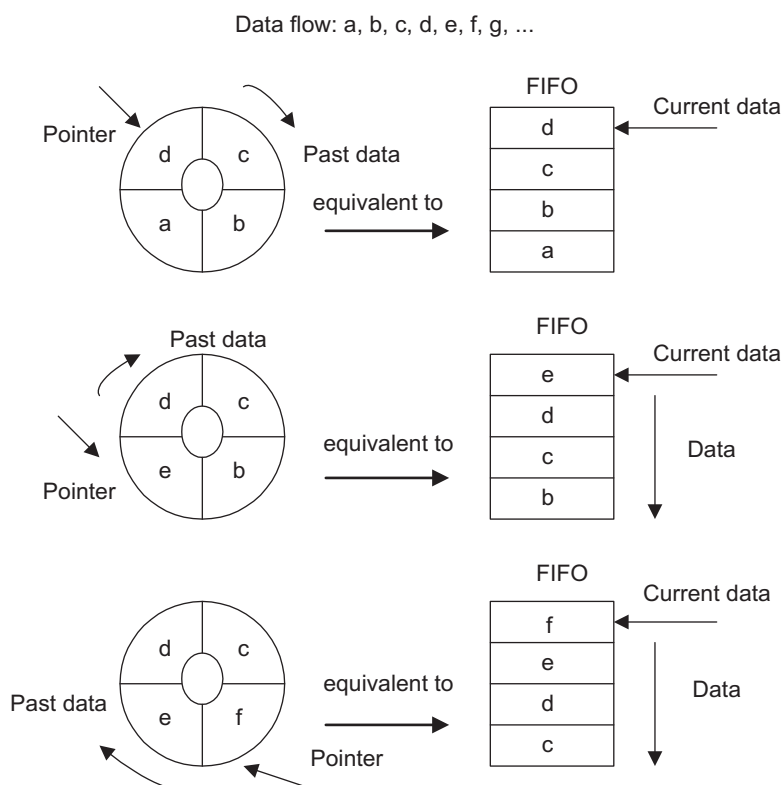 Data flow: a, b, c, d, e, f, g, ...
FIFO
Pointer
d
c
a
b
Past data
equivalent to
d
c
b
a
Current data
Past data
FIFO
d
c
e
b
Pointer
equivalent to
e
d
c
b
Current data
Data
FIFO
d
c
e
f
Past data
Pointer
equivalent to
f
e
d
c
Current data
Data